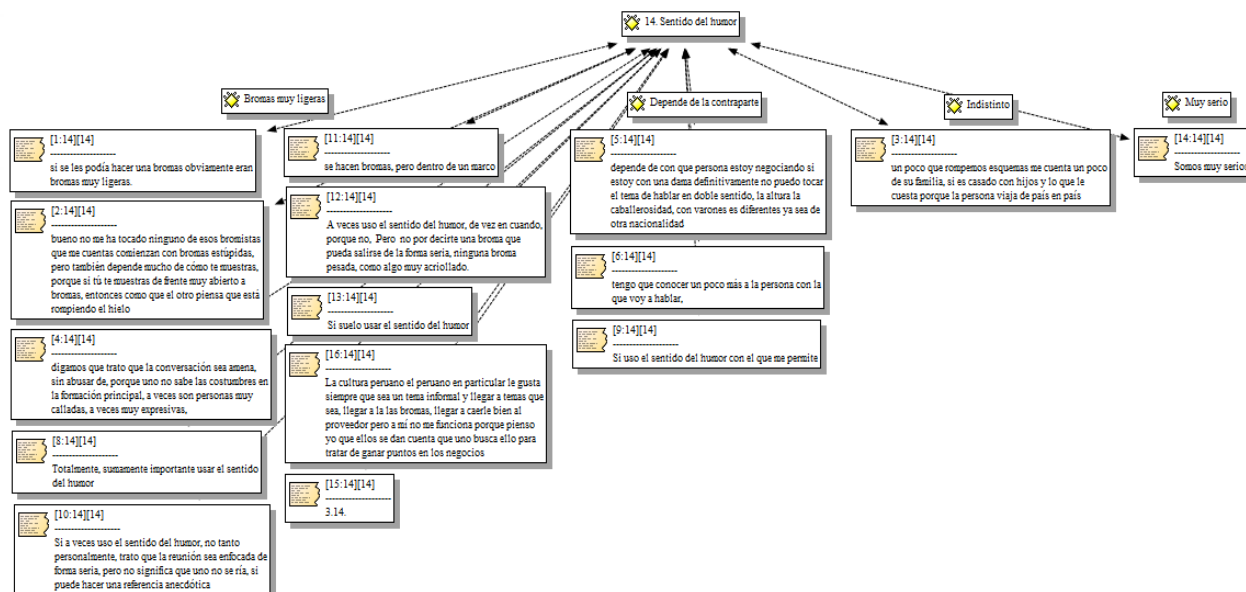 14. Sentido del humor
Bromas muy ligeras
Depende de la contraparte
Indistinto
Muy serio
[1:14][14]
--------------------
si se les podía hacer una bromas obviamente eran
bromas muy ligeras.
[2:14][14]
--------------------
bueno no me ha tocado ninguno de esos bromistas
que me cuentas comienzan con bromas estúpidas,
pero también depende mucho de cómo te muestras,
porque si tú te muestras de frente muy abierto a
bromas, entonces como que el otro piensa que está
rompiendo el hielo
[4:14][14]
--------------------
digamos que trato que la conversación sea amena,
sin abusar de, porque uno no sabe las costumbres en
la formación principal, a veces son personas muy
calladas, a veces muy expresivas,
[8:14][14]
--------------------
Totalmente, sumamente importante usar el sentido
del humor
[10:14][14]
--------------------
Si a veces uso el sentido del humor, no tanto
personalmente, trato que la reunión sea enfocada de
forma seria, pero no significa que uno no se ría, si
puede hacer una referencia anecdótica
[11:14][14]
--------------------
se hacen bromas, pero dentro de un marco
[12:14][14]
--------------------
A veces uso el sentido del humor, de vez en cuando,
porque no, Pero no por decirte una broma que
pueda salirse de la forma seria, ninguna broma
pesada, como algo muy acriollado.
[13:14][14]
--------------------
Si suelo usar el sentido del humor
[16:14][14]
--------------------
La cultura peruano el peruano en particular le gusta
siempre que sea un tema informal y llegar a temas que
sea, llegar a la las bromas, llegar a caerle bien al
proveedor pero a mí no me funciona porque pienso
yo que ellos se dan cuenta que uno busca ello para
tratar de ganar puntos en los negocios
[15:14][14]
--------------------
3.14.
[5:14][14]
--------------------
depende de con que persona estoy negociando si
estoy con una dama definitivamente no puedo tocar
el tema de hablar en doble sentido, la altura la
caballerosidad, con varones es diferentes ya sea de
otra nacionalidad
[6:14][14]
--------------------
tengo que conocer un poco más a la persona con la
que voy a hablar,
[9:14][14]
--------------------
Si uso el sentido del humor con el que me permite
[3:14][14]
--------------------
un poco que rompemos esquemas me cuenta un poco
de su familia, si es casado con hijos y lo que le
cuesta porque la persona viaja de país en país
[14:14][14]
--------------------
Somos muy serios